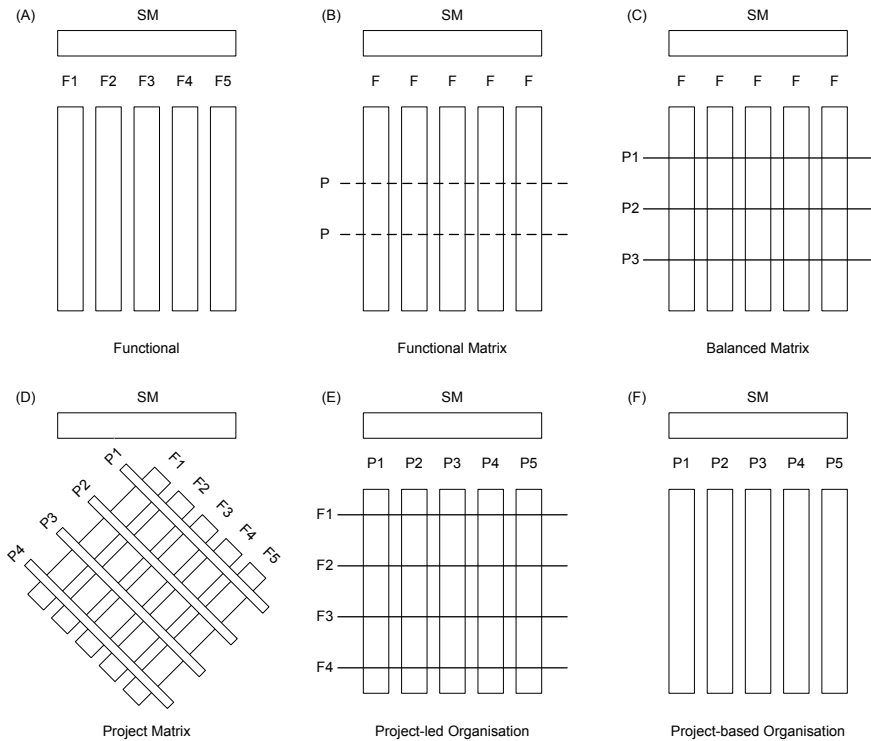 (A) SM
F1 F2 F3 F4 F5
Functional
(B) SM
F F F F F
P
P
Functional Matrix
(C) SM
F F F F F
P1
P2
P3
Balanced Matrix
(D) SM
P1
P2
P3
P4
F1
F2
F3
F4
F5
Project Matrix
(E) SM
P1 P2 P3 P4 P5
F1
F2
F3
F4
Project-led Organisation
(F) SM
P1 P2 P3 P4 P5
Project-based Organisation